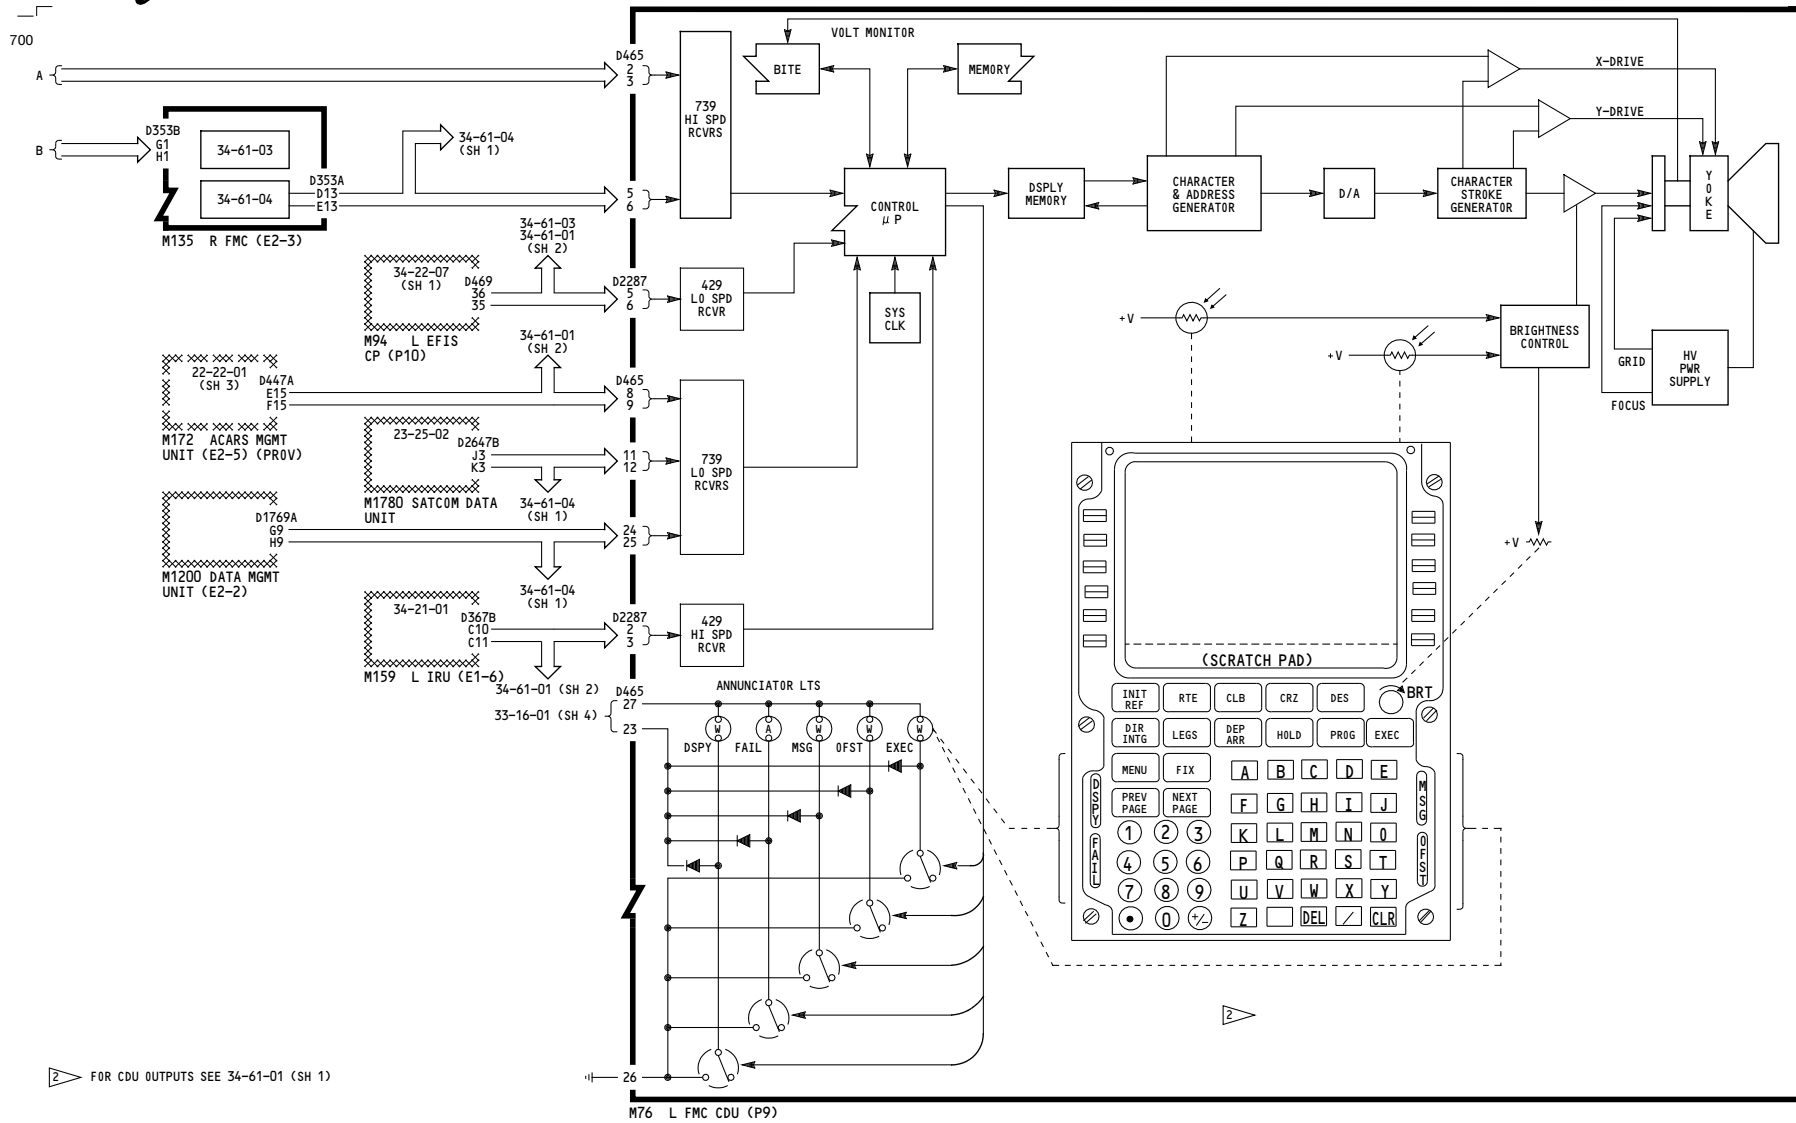 700
A
D465
2
3
B
D353B
G1
H1
34-61-03
34-61-04
D353A
D13
E13
M135 R FMC (E2-3)
34-61-04
(SH 1)
5
6
34-61-03
34-61-01
(SH 2)
34-22-07
(SH 1)
D469
36
35
M94 L EFIS
CP (P10)
D2287
5
6
34-61-01
(SH 2)
22-22-01
(SH 3)
D447A
E15
F15
M172 ACARS MGMT
UNIT (E2-5) (PROV)
D465
8
9
23-25-02
D2647B
J3
K3
M1780 SATCOM DATA
UNIT
11
12
34-61-04
(SH 1)
D1769A
G9
H9
M1200 DATA MGMT
UNIT (E2-2)
24
25
34-61-04
(SH 1)
34-21-01
D367B
C10
C11
M159 L IRU (E1-6)
D2287
2
3
34-61-01 (SH 2)
33-16-01 (SH 4)
D465
27
23
26
739
HI SPD
RCVRS
429
LO SPD
RCVR
739
LO SPD
RCVRS
429
HI SPD
RCVR
VOLT MONITOR
BITE
MEMORY
CONTROL
μ P
SYS
CLK
DSPLY
MEMORY
CHARACTER
& ADDRESS
GENERATOR
D/A
CHARACTER
STROKE
GENERATOR
X-DRIVE
Y-DRIVE
YOKE
+V
+V
BRIGHTNESS
CONTROL
GRID
FOCUS
HV
PWR
SUPPLY
+V
ANNUNCIATOR LTS
W A W W W
DSPY FAIL MSG OFST EXEC
(SCRATCH PAD)
INIT
REF
RTE CLB CRZ DES
BRT
DIR
INTG
LEGS
DEP
ARR
HOLD PROG EXEC
MENU FIX
A B C D E
PREV
PAGE
NEXT
PAGE
F G H I J
1 2 3
K L M N O
4 5 6
P Q R S T
7 8 9
U V W X Y
• 0 +/-
Z DEL / CLR
DSPY
FAIL
MSG
OFST
2
2 FOR CDU OUTPUTS SEE 34-61-01 (SH 1)
M76 L FMC CDU (P9)